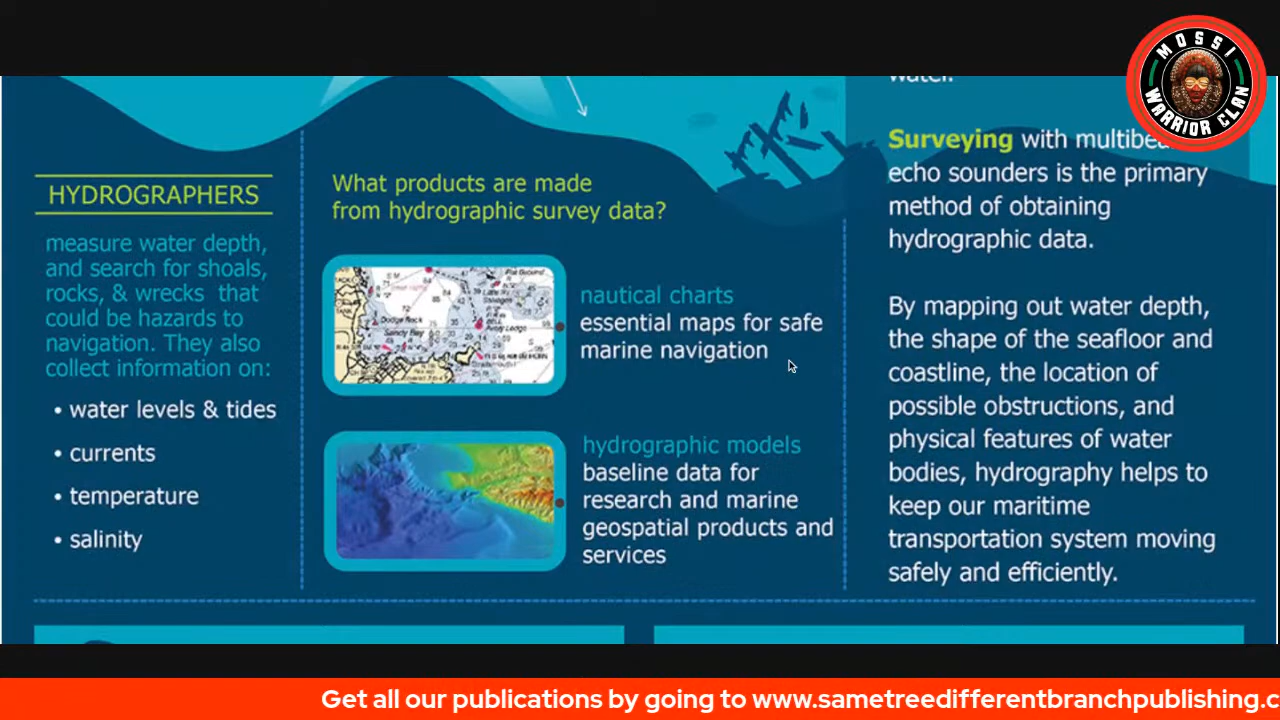 MOSSI
WARRIOR CLAN
HYDROGRAPHERS
measure water depth,
and search for shoals,
rocks, & wrecks that
could be hazards to
navigation. They also
collect information on:
• water levels & tides
• currents
• temperature
• salinity
What products are made
from hydrographic survey data?
nautical charts
essential maps for safe
marine navigation
hydrographic models
baseline data for
research and marine
geospatial products and
services
water.
Surveying with multibea
echo sounders is the primary
method of obtaining
hydrographic data.
By mapping out water depth,
the shape of the seafloor and
coastline, the location of
possible obstructions, and
physical features of water
bodies, hydrography helps to
keep our maritime
transportation system moving
safely and efficiently.
Get all our publications by going to www.sametreedifferentbranchpublishing.c